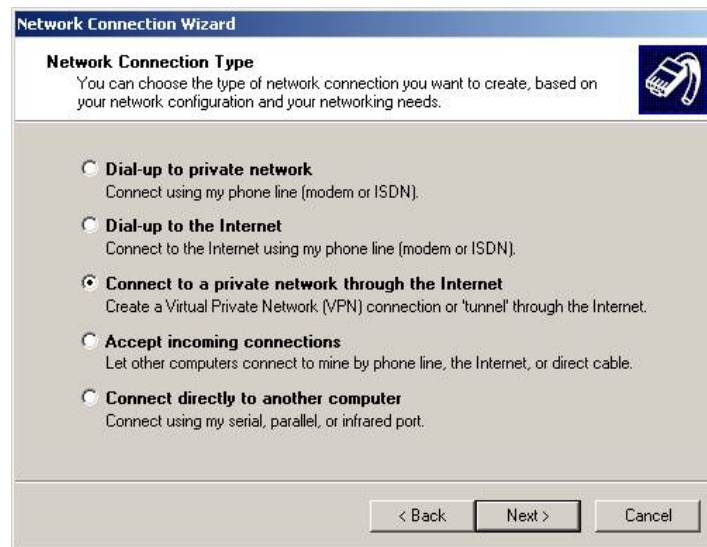 Network Connection Wizard
Network Connection Type
You can choose the type of network connection you want to create, based on
your network configuration and your networking needs.
Dial-up to private network
Connect using my phone line (modem or ISDN).
Dial-up to the Internet
Connect to the Internet using my phone line (modem or ISDN).
Connect to a private network through the Internet
Create a Virtual Private Network (VPN) connection or 'tunnel' through the Internet.
Accept incoming connections
Let other computers connect to mine by phone line, the Internet, or direct cable.
Connect directly to another computer
Connect using my serial, parallel, or infrared port.
< Back Next > Cancel